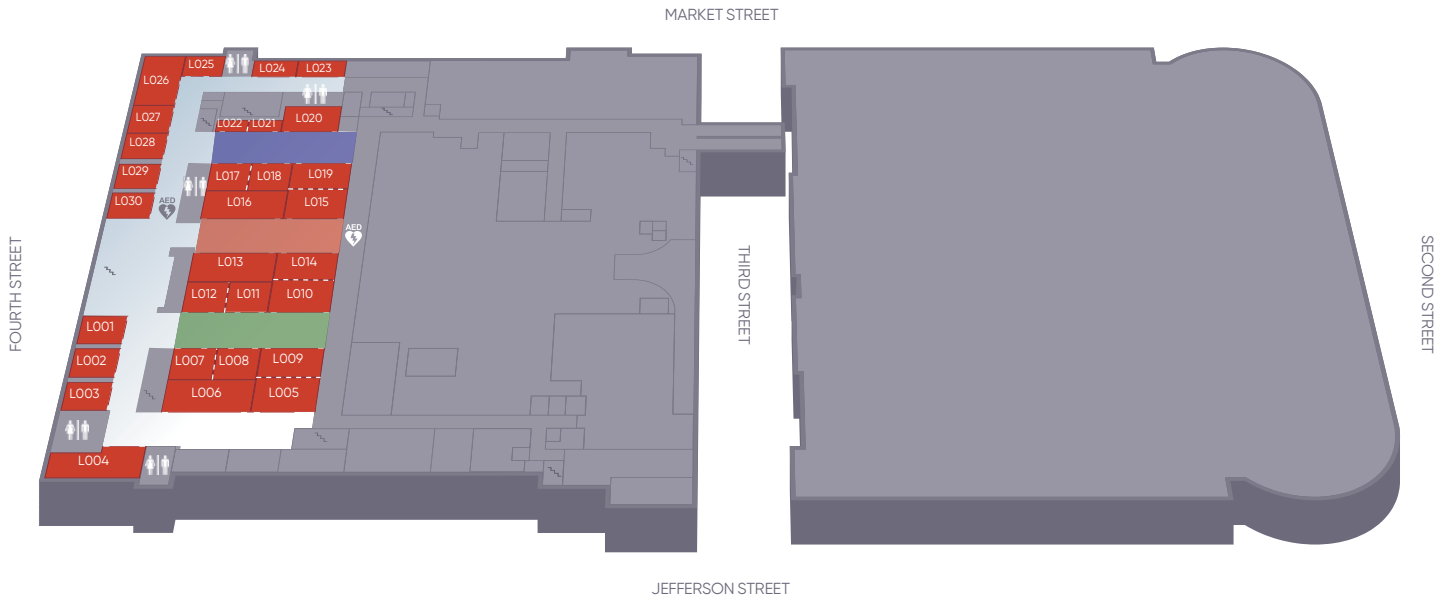 MARKET STREET
L025
L024
L023
L026
L027
L022
L021
L020
L028
L029
L017
L018
L019
L030
AED
L016
L015
AED
L013
L014
L012
L011
L010
L001
L002
L007
L008
L009
L003
L006
L005
L004
FOURTH STREET
THIRD STREET
SECOND STREET
JEFFERSON STREET